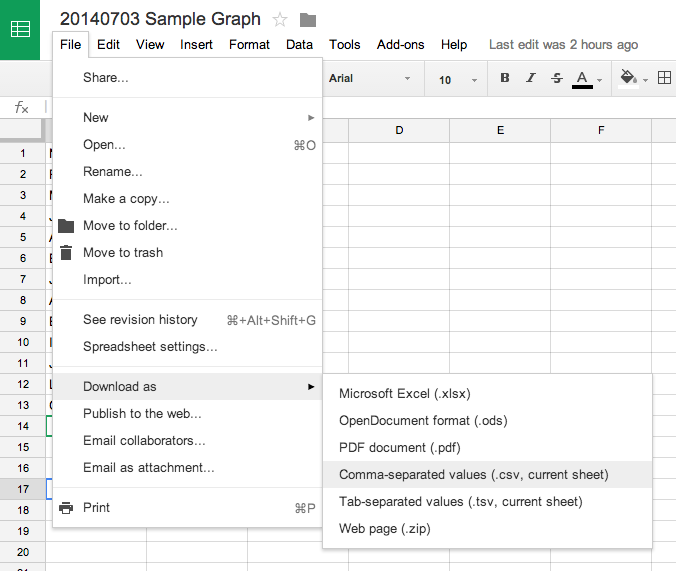 20140703 Sample Graph
File Edit View Insert Format Data Tools Add-ons Help Last edit was 2 hours ago
Arial 10 B I S A
fx
Share...
New
Open... ⌘O
Rename...
Make a copy...
Move to folder...
Move to trash
Import...
See revision history ⌘+Alt+Shift+G
Spreadsheet settings...
Download as
Publish to the web...
Email collaborators...
Email as attachment...
Print ⌘P
Microsoft Excel (.xlsx)
OpenDocument format (.ods)
PDF document (.pdf)
Comma-separated values (.csv, current sheet)
Tab-separated values (.tsv, current sheet)
Web page (.zip)
D E F
1
2
3
4
5
6
7
8
9
10
11
12
13
14
15
16
17
18
19
20